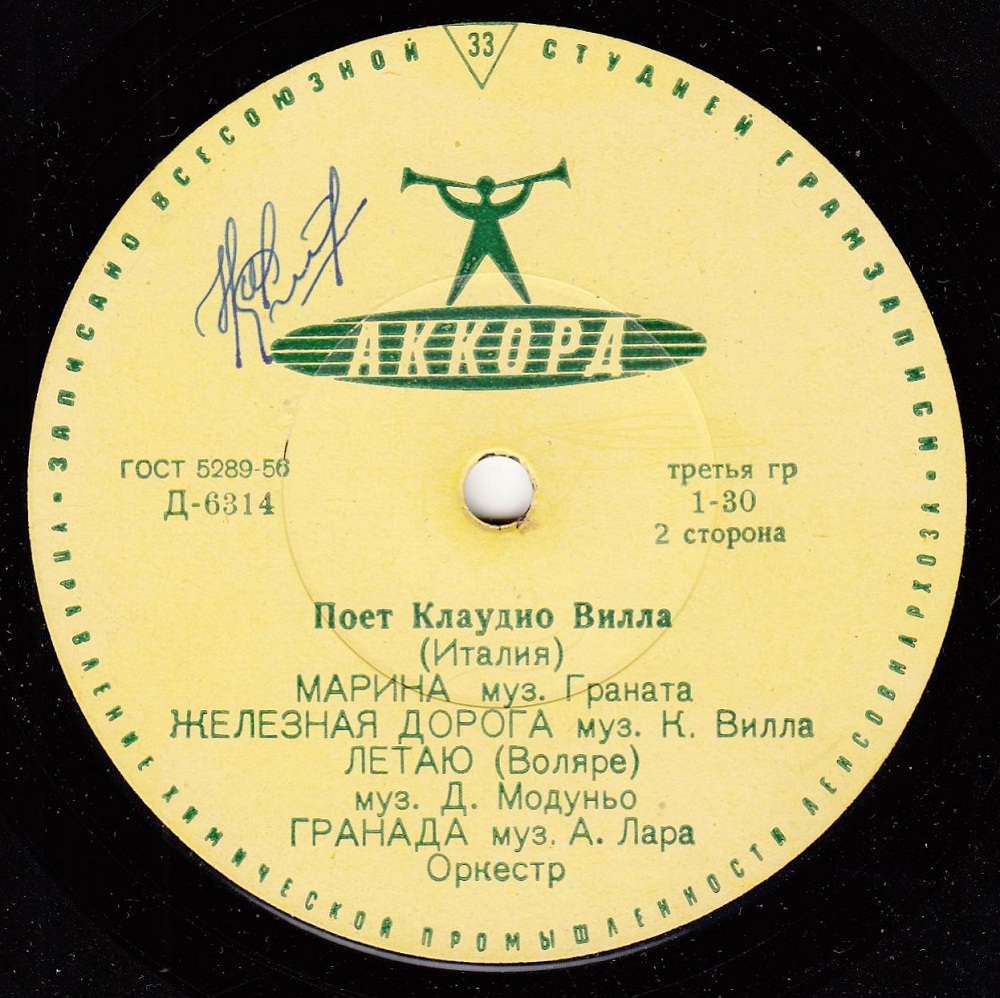 ЗАПИСАНО ВСЕСОЮЗНОЙ СТУДИЕЙ ГРАМЗАПИСИ
33
АККОРД
ГОСТ 5289-56
Д-6314
третья гр
1-30
2 сторона
Поет Клаудио Вилла
(Италия)
МАРИНА муз. Граната
ЖЕЛЕЗНАЯ ДОРОГА муз. К. Вилла
ЛЕТАЮ (Воляре)
муз. Д. Модуньо
ГРАНАДА муз. А. Лара
Оркестр
УПРАВЛЕНИЕ ХИМИЧЕСКОЙ ПРОМЫШЛЕННОСТИ ЛЕНСОВНАРХОЗА